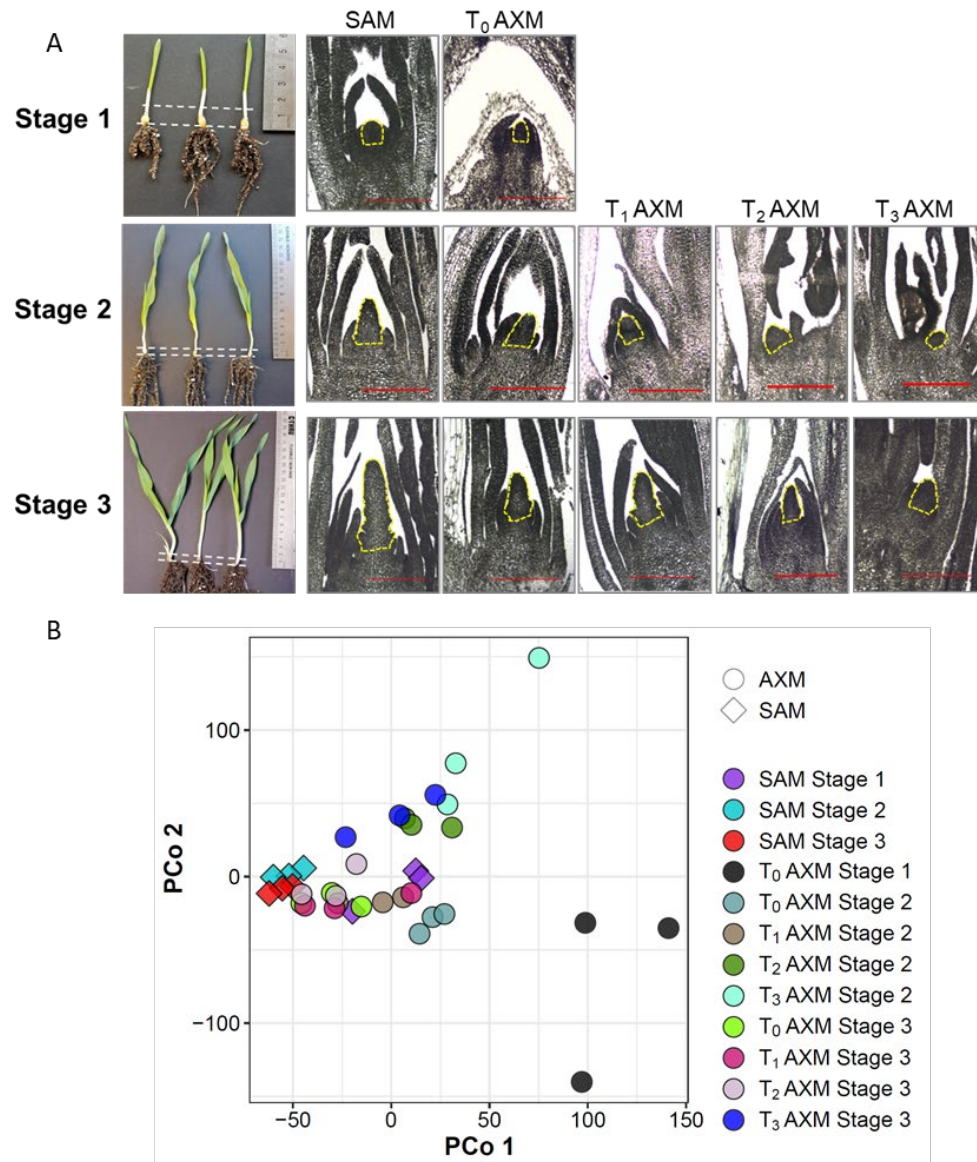 A
SAM
T₀ AXM
Stage 1
T₁ AXM
T₂ AXM
T₃ AXM
Stage 2
Stage 3
B
AXM
SAM
SAM Stage 1
SAM Stage 2
SAM Stage 3
T₀ AXM Stage 1
T₀ AXM Stage 2
T₁ AXM Stage 2
T₂ AXM Stage 2
T₃ AXM Stage 2
T₀ AXM Stage 3
T₁ AXM Stage 3
T₂ AXM Stage 3
T₃ AXM Stage 3
PCo 2
100
0
−100
−50
0
50
100
150
PCo 1